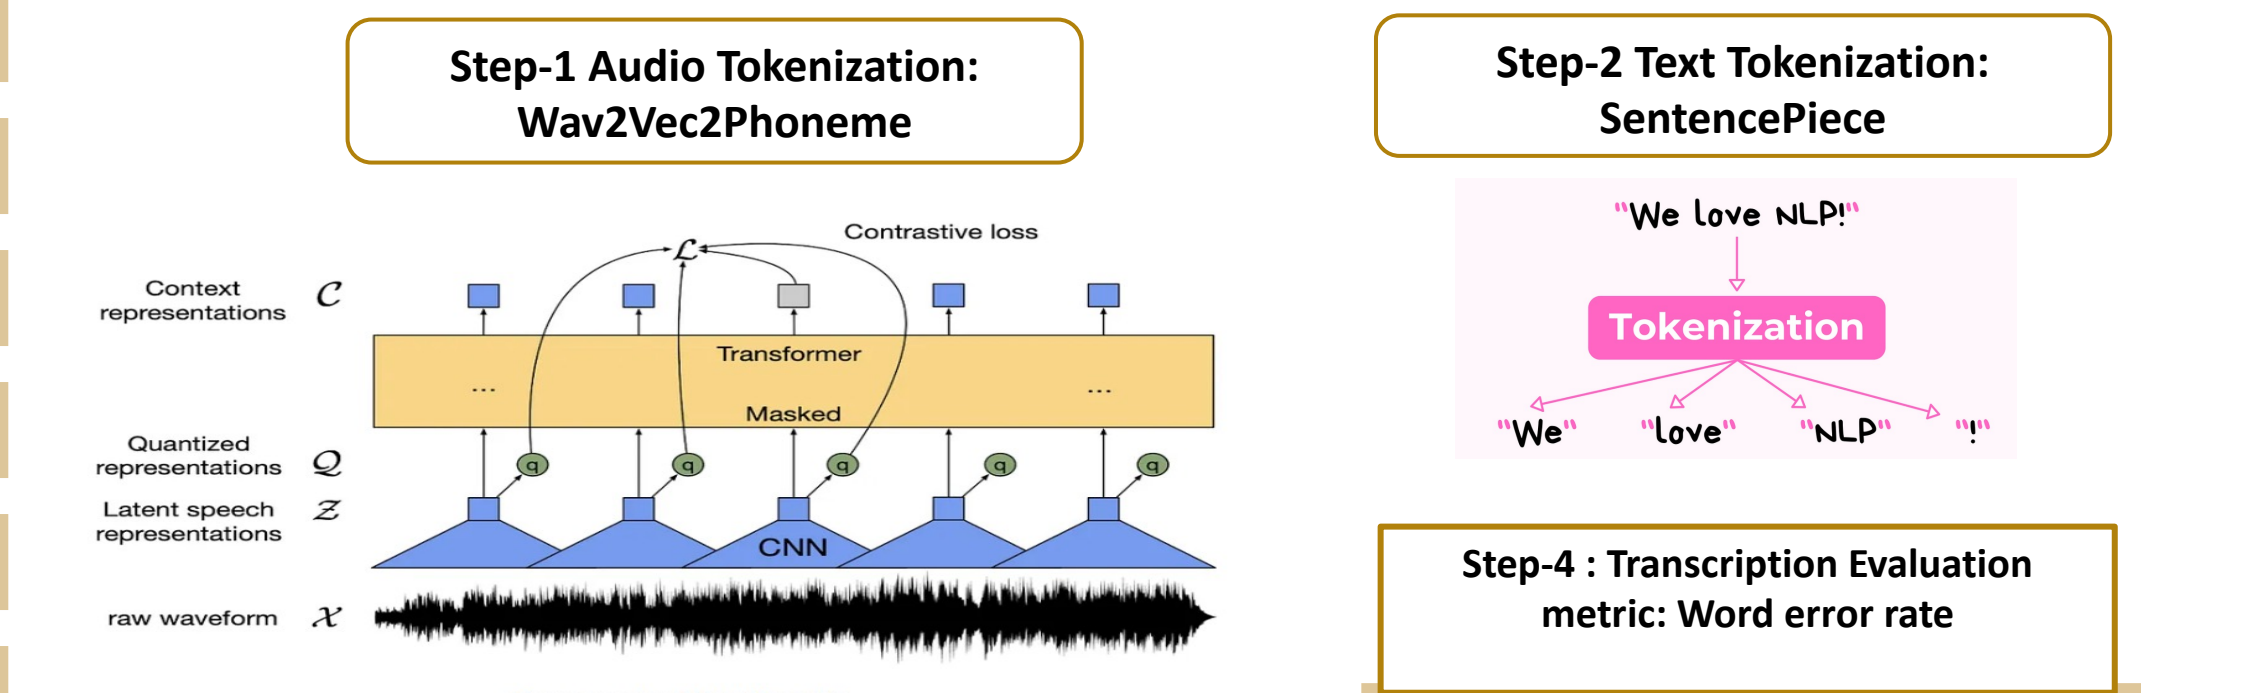 Step-1 Audio Tokenization:
Wav2Vec2Phoneme
Contrastive loss
ℒ
Context
representations
𝒞
Transformer
...
...
Masked
Quantized
representations
𝒬
q
q
q
q
q
Latent speech
representations
𝒵
CNN
raw waveform
𝒳
Step-2 Text Tokenization:
SentencePiece
"We love NLP!"
Tokenization
"We" "love" "NLP" "!"
Step-4 : Transcription Evaluation
metric: Word error rate